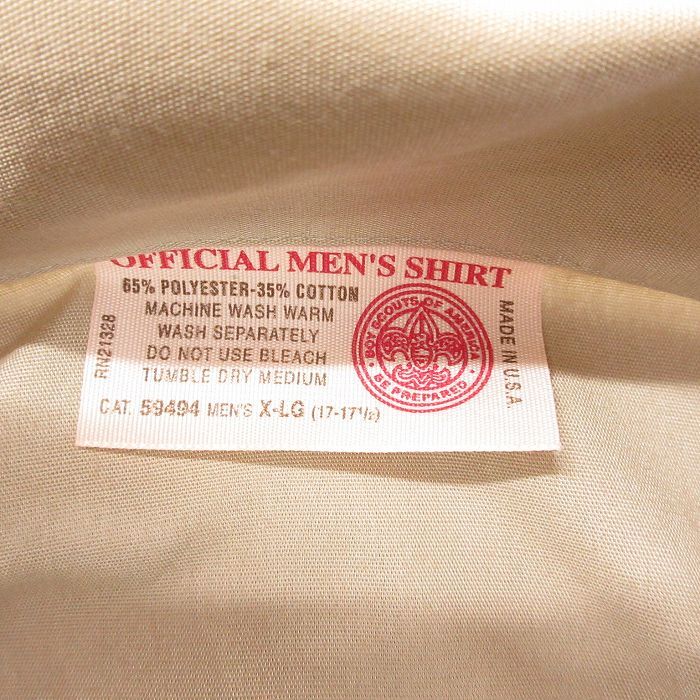 OFFICIAL MEN'S SHIRT
65% POLYESTER-35% COTTON
MACHINE WASH WARM
WASH SEPARATELY
DO NOT USE BLEACH
TUMBLE DRY MEDIUM
CAT. 59494 MEN'S X-LG (17-17½)
RN21328
BOY SCOUTS OF AMERICA
BE PREPARED
MADE IN U.S.A.